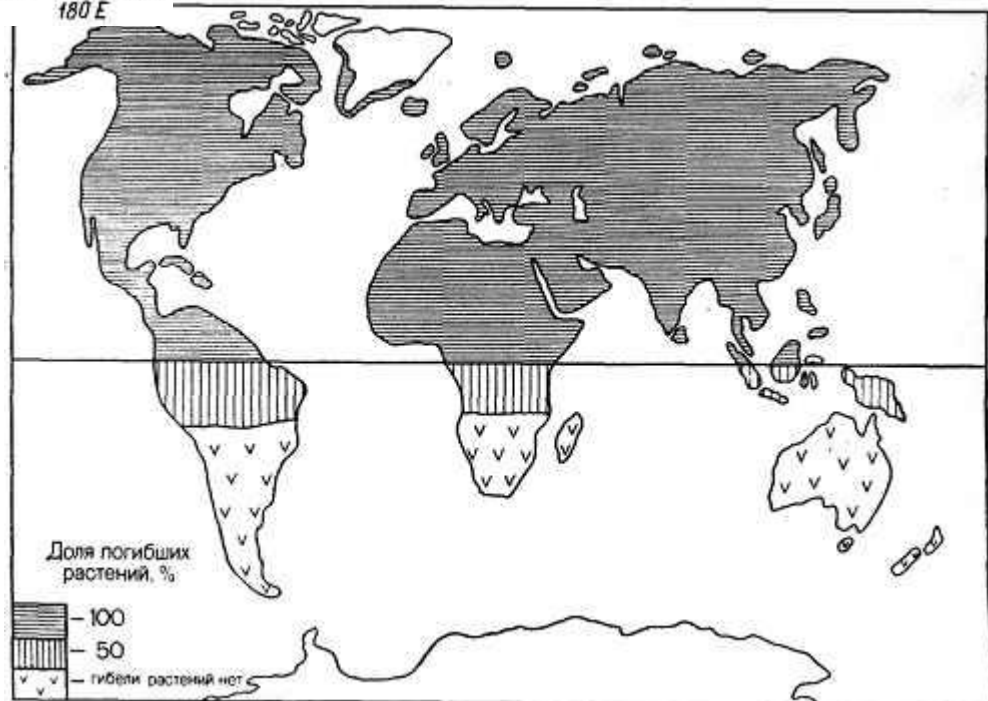 180 E
Доля погибших
растений, %
– 100
– 50
– гибели растений нет